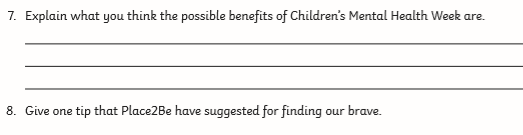 7. Explain what you think the possible benefits of Children's Mental Health Week are.
8. Give one tip that Place2Be have suggested for finding our brave.